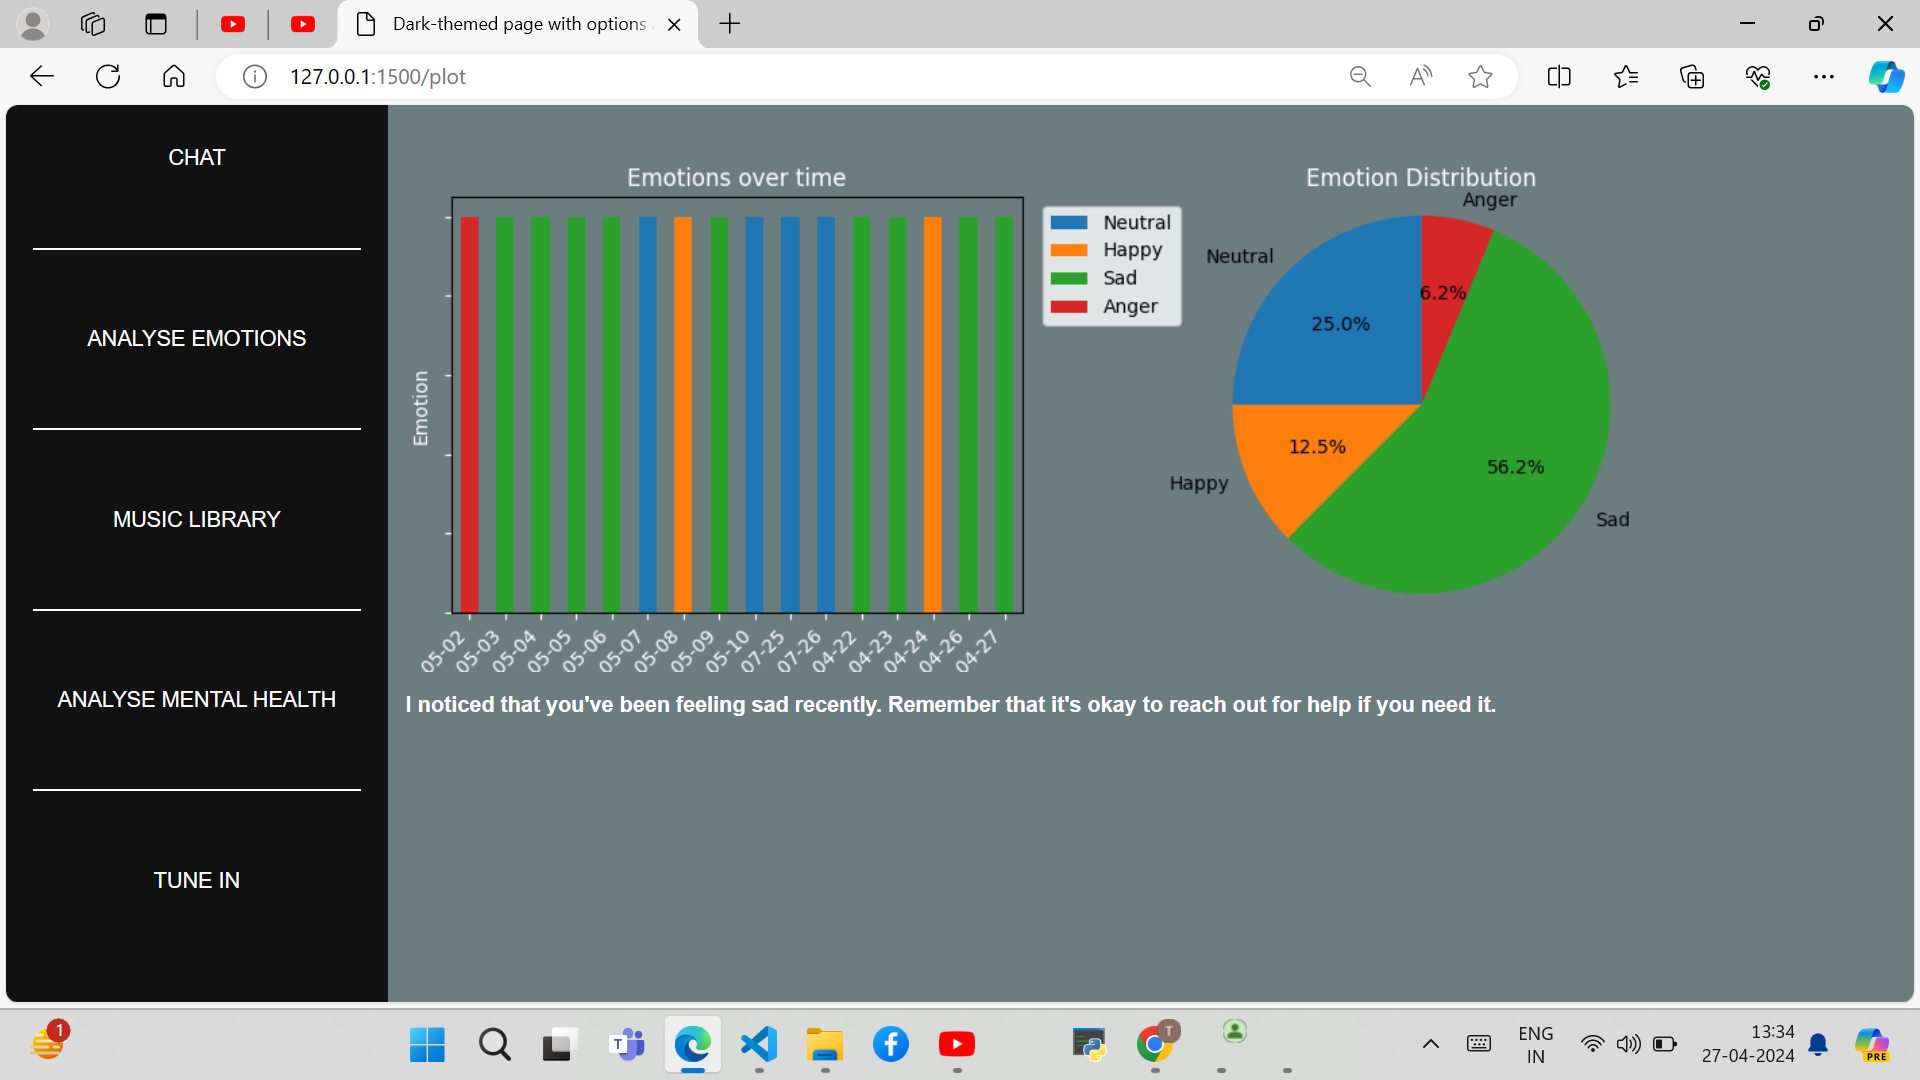 Dark-themed page with options
127.0.0.1:1500/plot
CHAT
ANALYSE EMOTIONS
MUSIC LIBRARY
ANALYSE MENTAL HEALTH
TUNE IN
Emotions over time
Emotion
05-02
05-03
05-04
05-05
05-06
05-07
05-08
05-09
05-10
07-25
07-26
04-22
04-23
04-24
04-26
04-27
Neutral
Happy
Sad
Anger
Emotion Distribution
Anger
Neutral
6.2%
25.0%
12.5%
56.2%
Happy
Sad
I noticed that you've been feeling sad recently. Remember that it's okay to reach out for help if you need it.
1
T
T
ENG
IN
13:34
27-04-2024
PRE